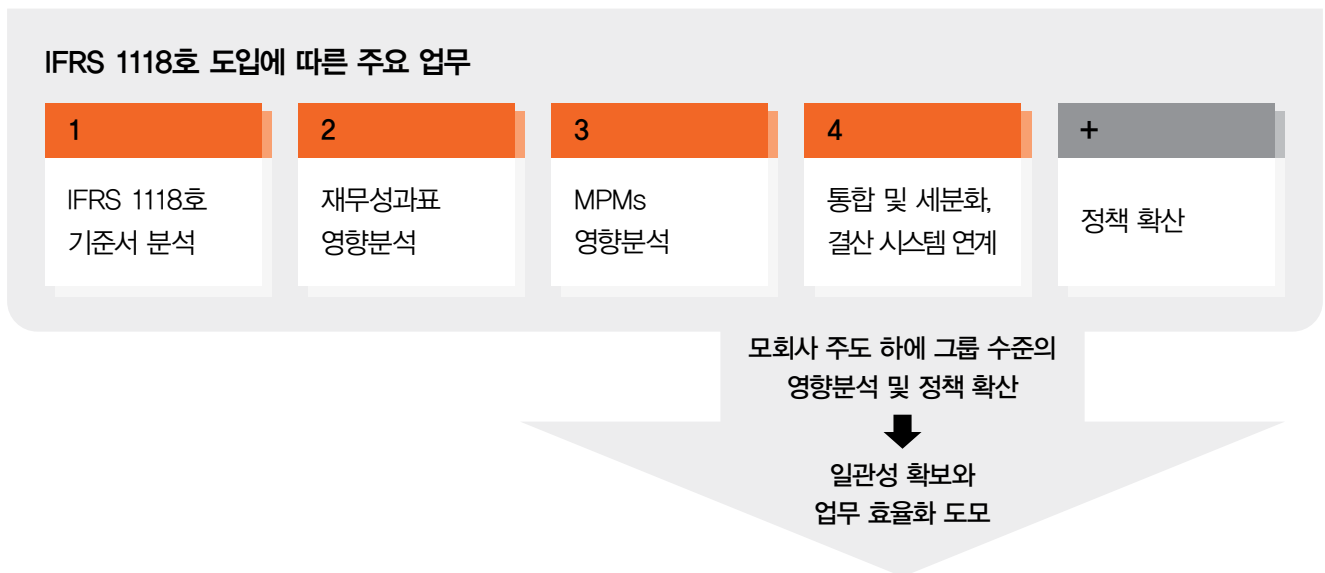 IFRS 1118호 도입에 따른 주요 업무
1
IFRS 1118호
기준서 분석
2
재무성과표
영향분석
3
MPMs
영향분석
4
통합 및 세분화,
결산 시스템 연계
+
정책 확산
모회사 주도 하에 그룹 수준의
영향분석 및 정책 확산
일관성 확보와
업무 효율화 도모